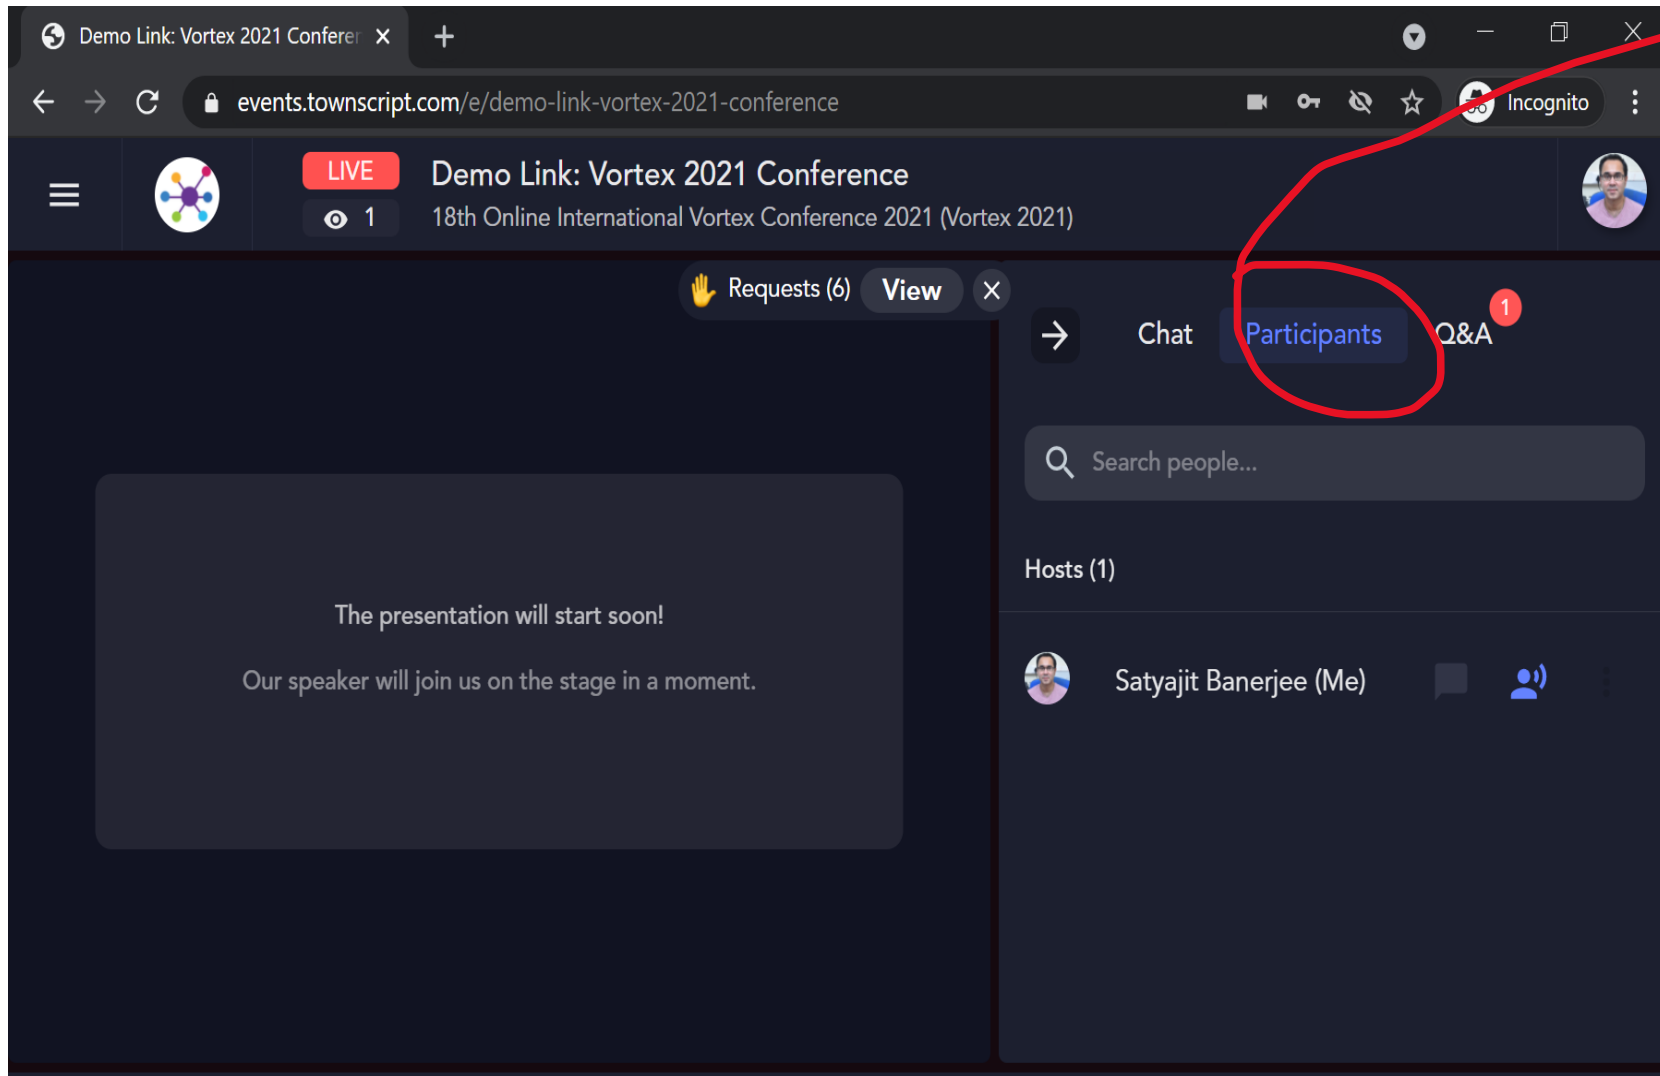 Demo Link: Vortex 2021 Conferen
events.townscript.com/e/demo-link-vortex-2021-conference
Incognito
LIVE
Demo Link: Vortex 2021 Conference
1
18th Online International Vortex Conference 2021 (Vortex 2021)
Requests (6)
View
Chat
Participants
Q&A
1
Search people...
Hosts (1)
The presentation will start soon!
Our speaker will join us on the stage in a moment.
Satyajit Banerjee (Me)